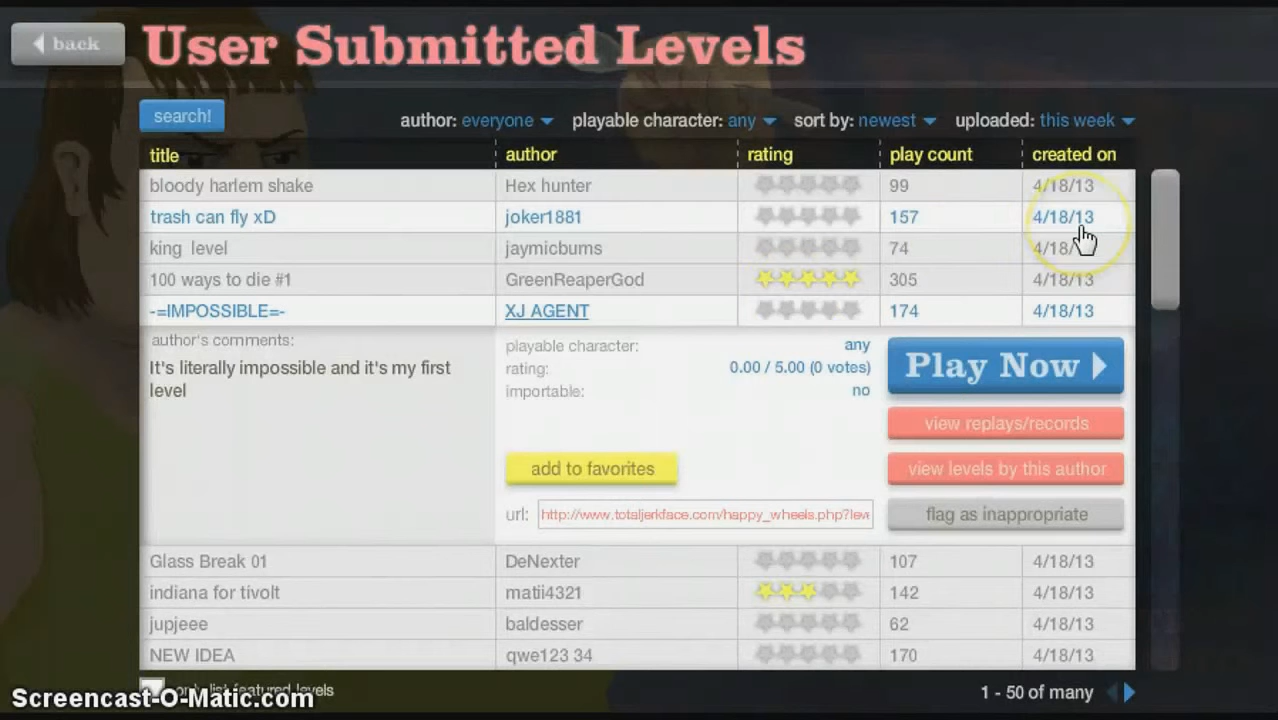 back
User Submitted Levels
search!
author: everyone
playable character: any
sort by: newest
uploaded: this week
title author rating play count created on
bloody harlem shake Hex hunter 99 4/18/13
trash can fly xD joker1881 157 4/18/13
king level jaymicbums 74 4/18/
100 ways to die #1 GreenReaperGod 305 4/18/13
-=IMPOSSIBLE=- XJ AGENT 174 4/18/13
author's comments:
It's literally impossible and it's my first
level
playable character: any
rating: 0.00 / 5.00 (0 votes)
importable: no
add to favorites
url: http://www.totaljerkface.com/happy_wheels.php?leve
Play Now
view replays/records
view levels by this author
flag as inappropriate
Glass Break 01 DeNexter 107 4/18/13
indiana for tivolt matii4321 142 4/18/13
jupjeee baldesser 62 4/18/13
NEW IDEA qwe123 34 170 4/18/13
only list featured levels
1 - 50 of many
Screencast-O-Matic.com